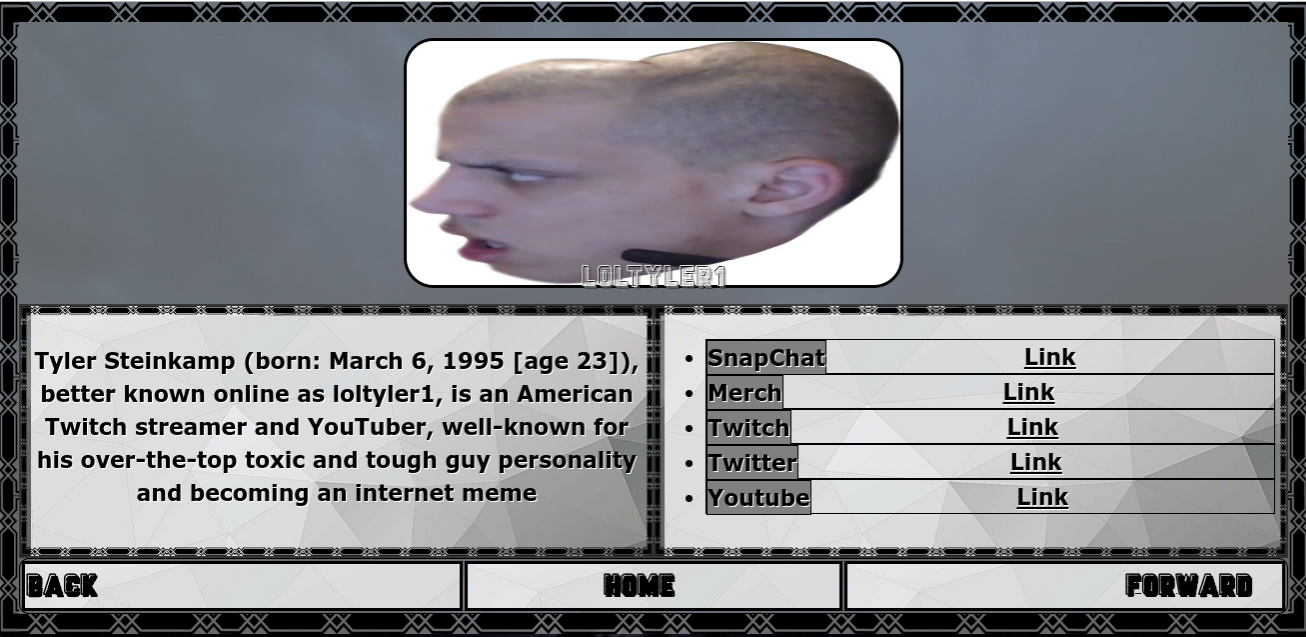 LOLTYLER1
Tyler Steinkamp (born: March 6, 1995 [age 23]),
better known online as loltyler1, is an American
Twitch streamer and YouTuber, well-known for
his over-the-top toxic and tough guy personality
and becoming an internet meme
SnapChat Link
Merch Link
Twitch Link
Twitter Link
Youtube Link
BACK HOME FORWARD